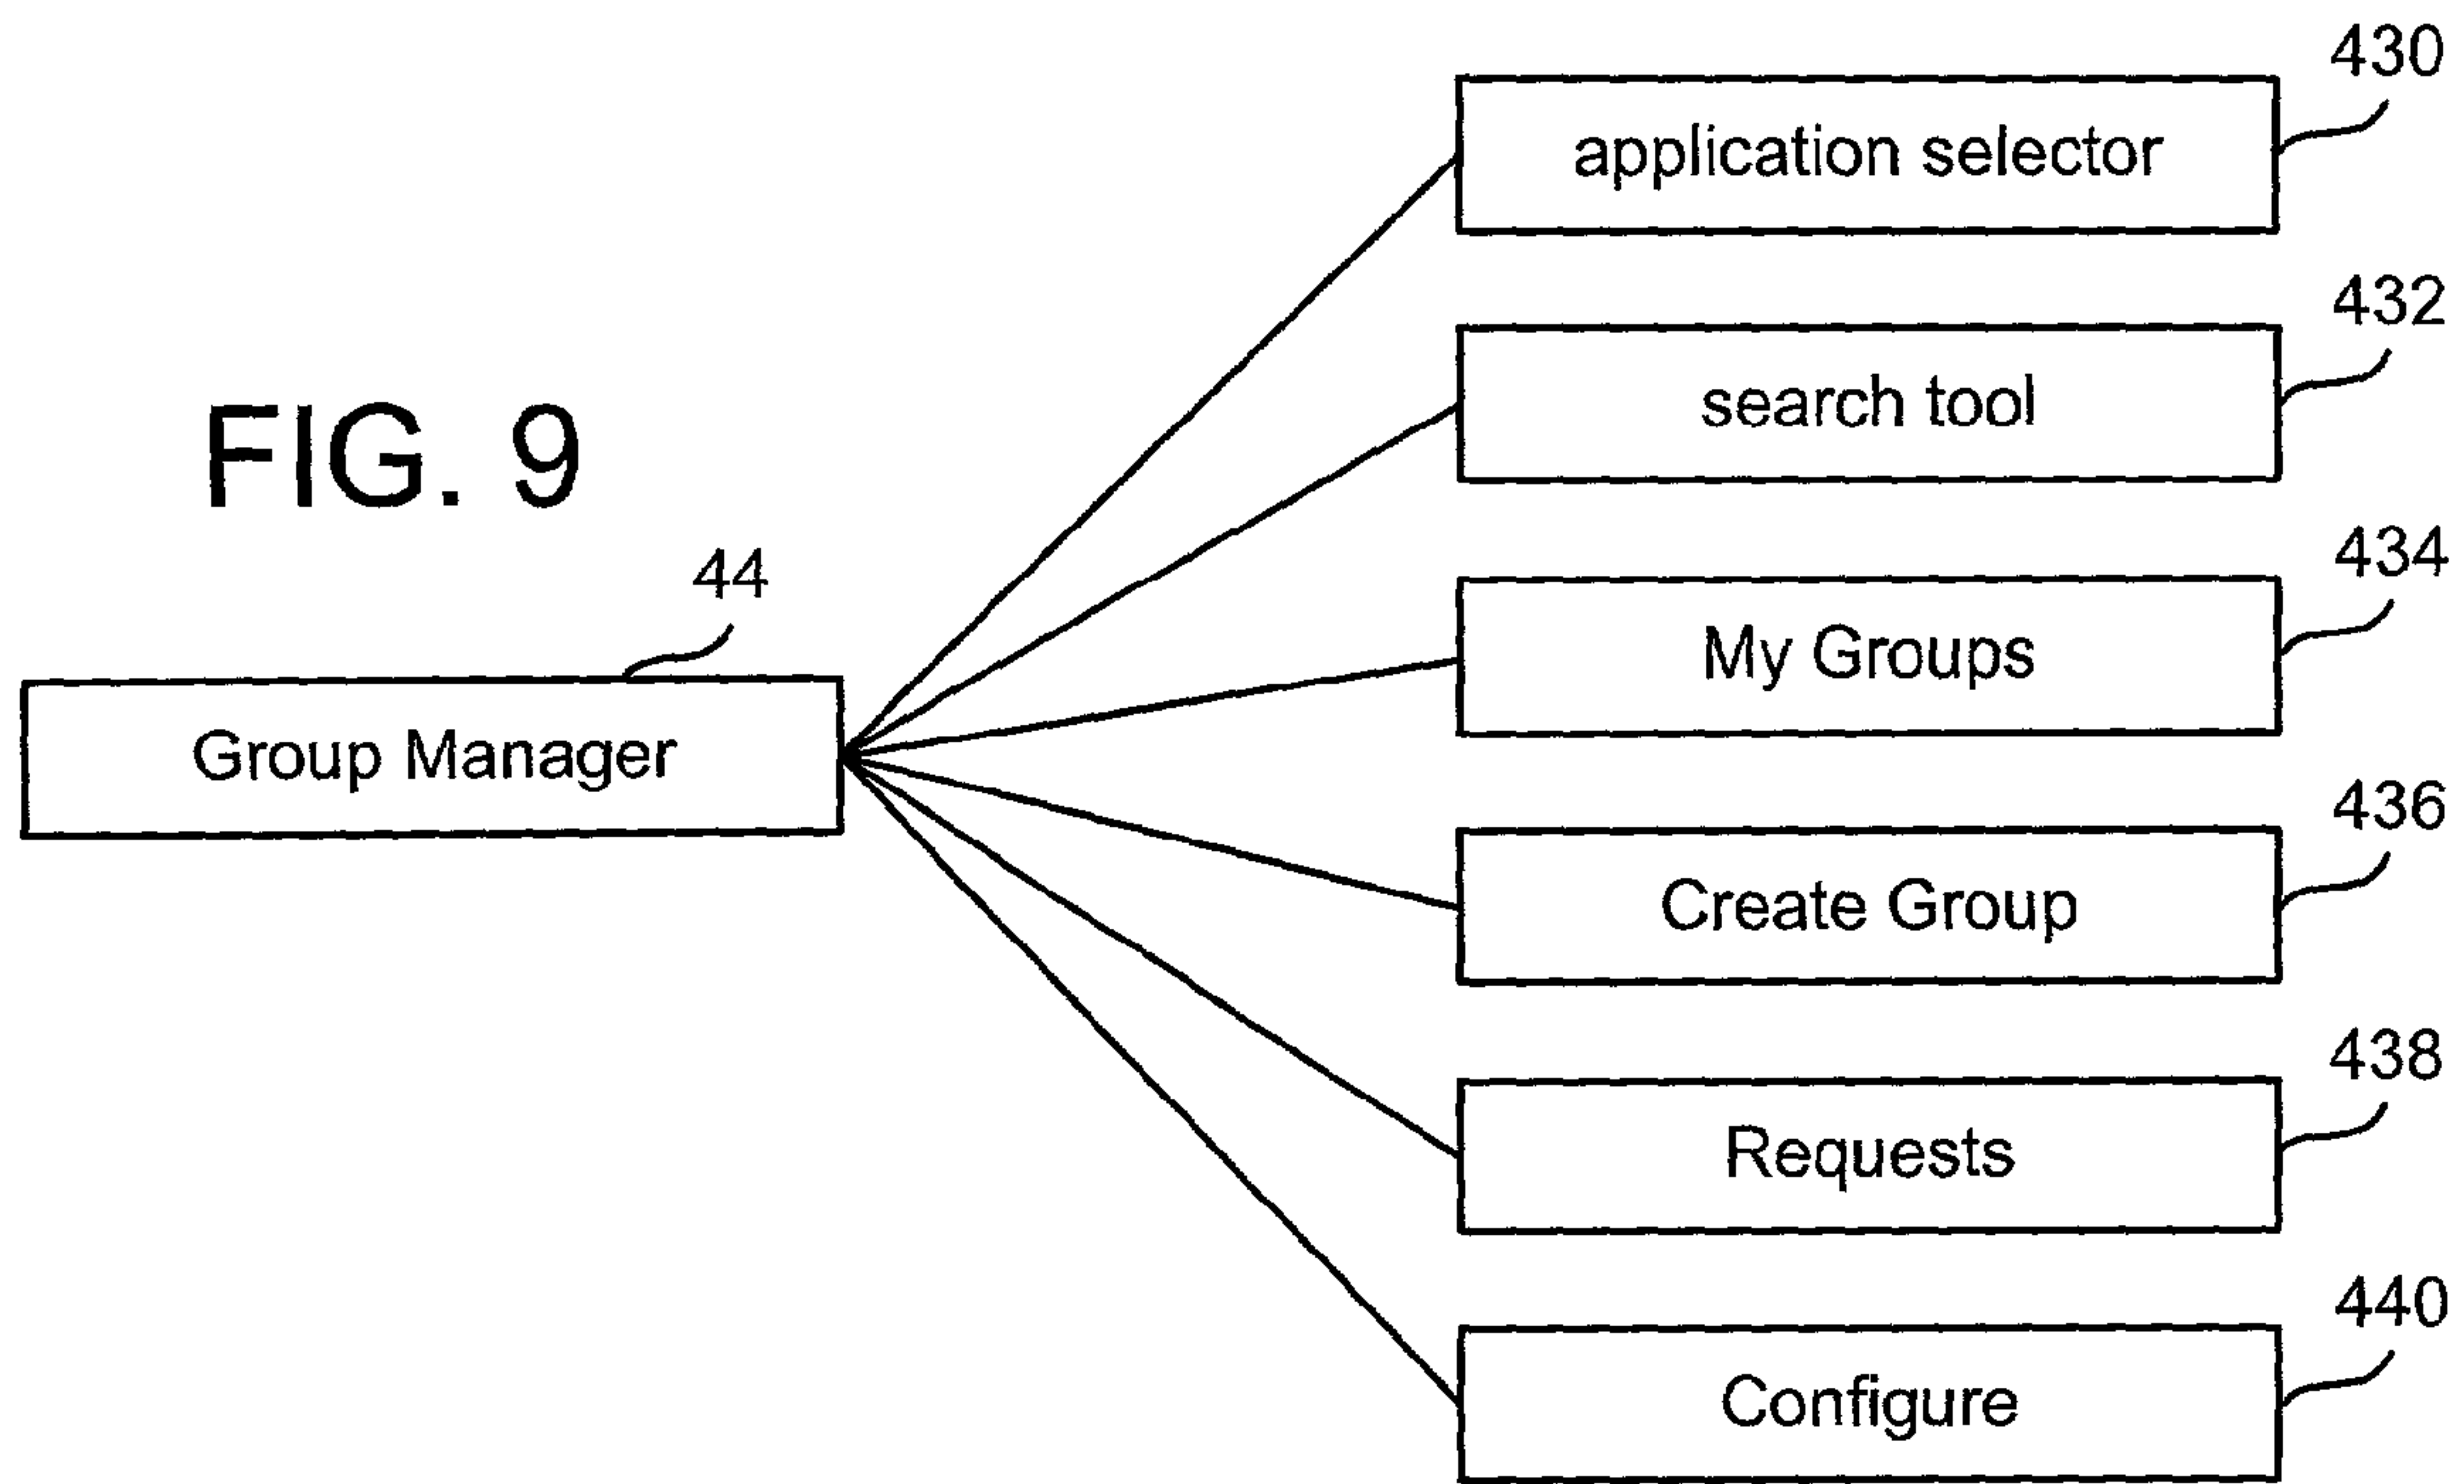 430
application selector
432
search tool
FIG. 9
434
44
My Groups
Group Manager
436
Create Group
438
Requests
440
Configure